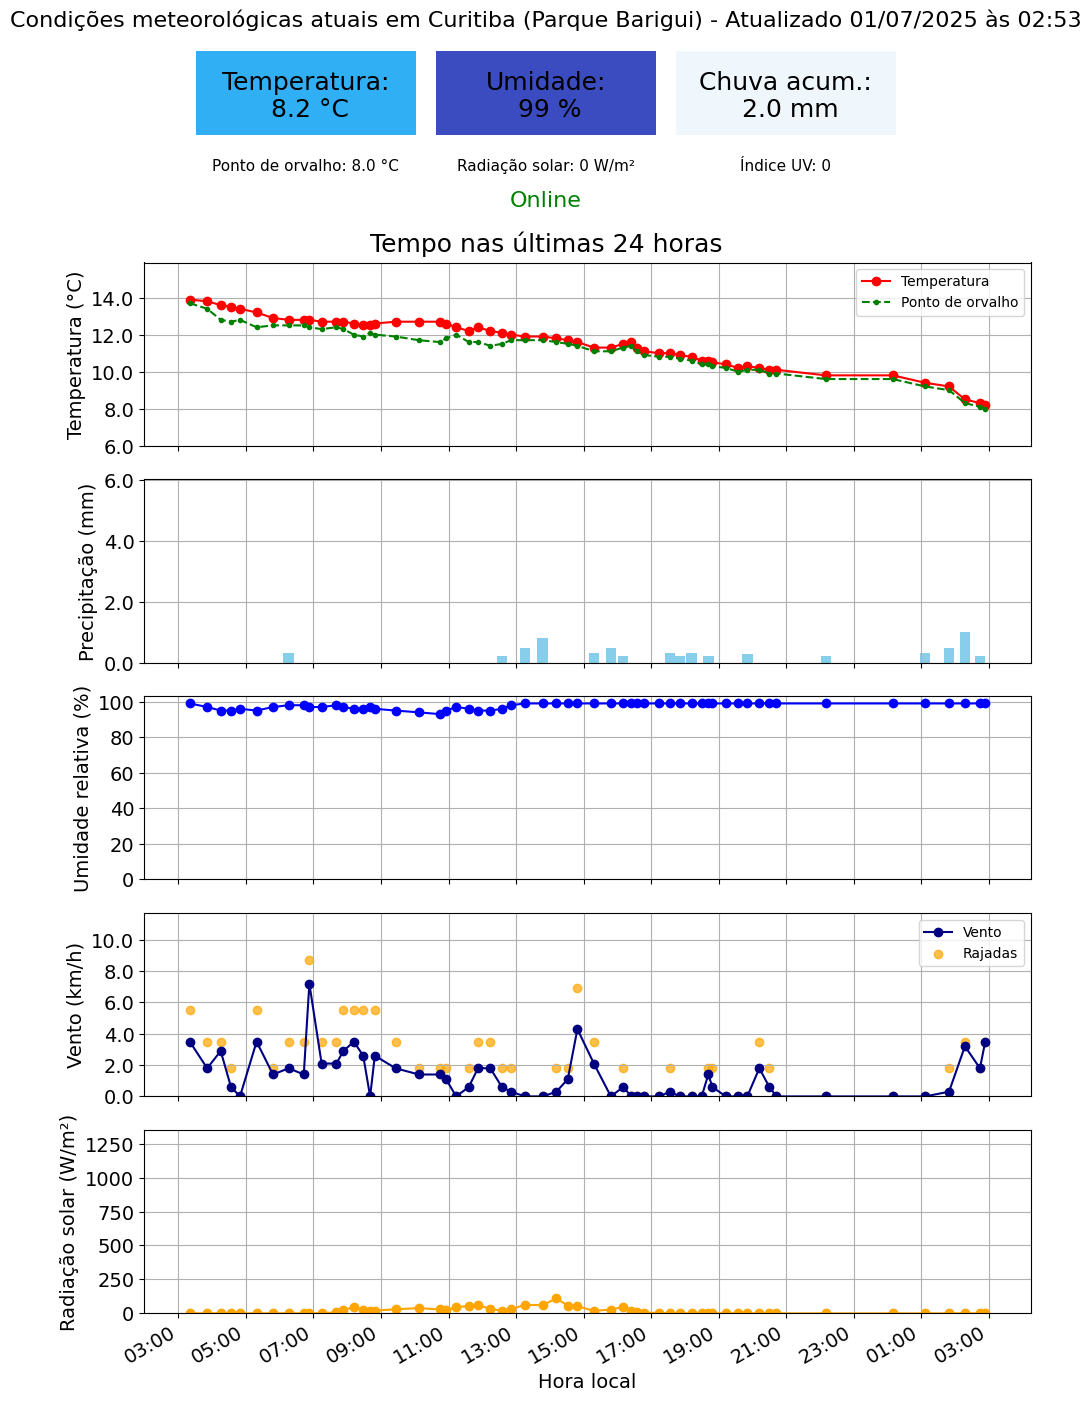 Condições meteorológicas atuais em Curitiba (Parque Barigui) - Atualizado 01/07/2025 às 02:53
Temperatura:
8.2 °C
Umidade:
99 %
Chuva acum.:
2.0 mm
Ponto de orvalho: 8.0 °C
Radiação solar: 0 W/m²
Índice UV: 0
Online
Tempo nas últimas 24 horas
Temperatura (°C)
14.0
12.0
10.0
8.0
6.0
Temperatura
Ponto de orvalho
Precipitação (mm)
6.0
4.0
2.0
0.0
Umidade relativa (%)
100
80
60
40
20
0
Vento (km/h)
10.0
8.0
6.0
4.0
2.0
0.0
Vento
Rajadas
Radiação solar (W/m²)
1250
1000
750
500
250
0
03:00
05:00
07:00
09:00
11:00
13:00
15:00
17:00
19:00
21:00
23:00
01:00
03:00
Hora local